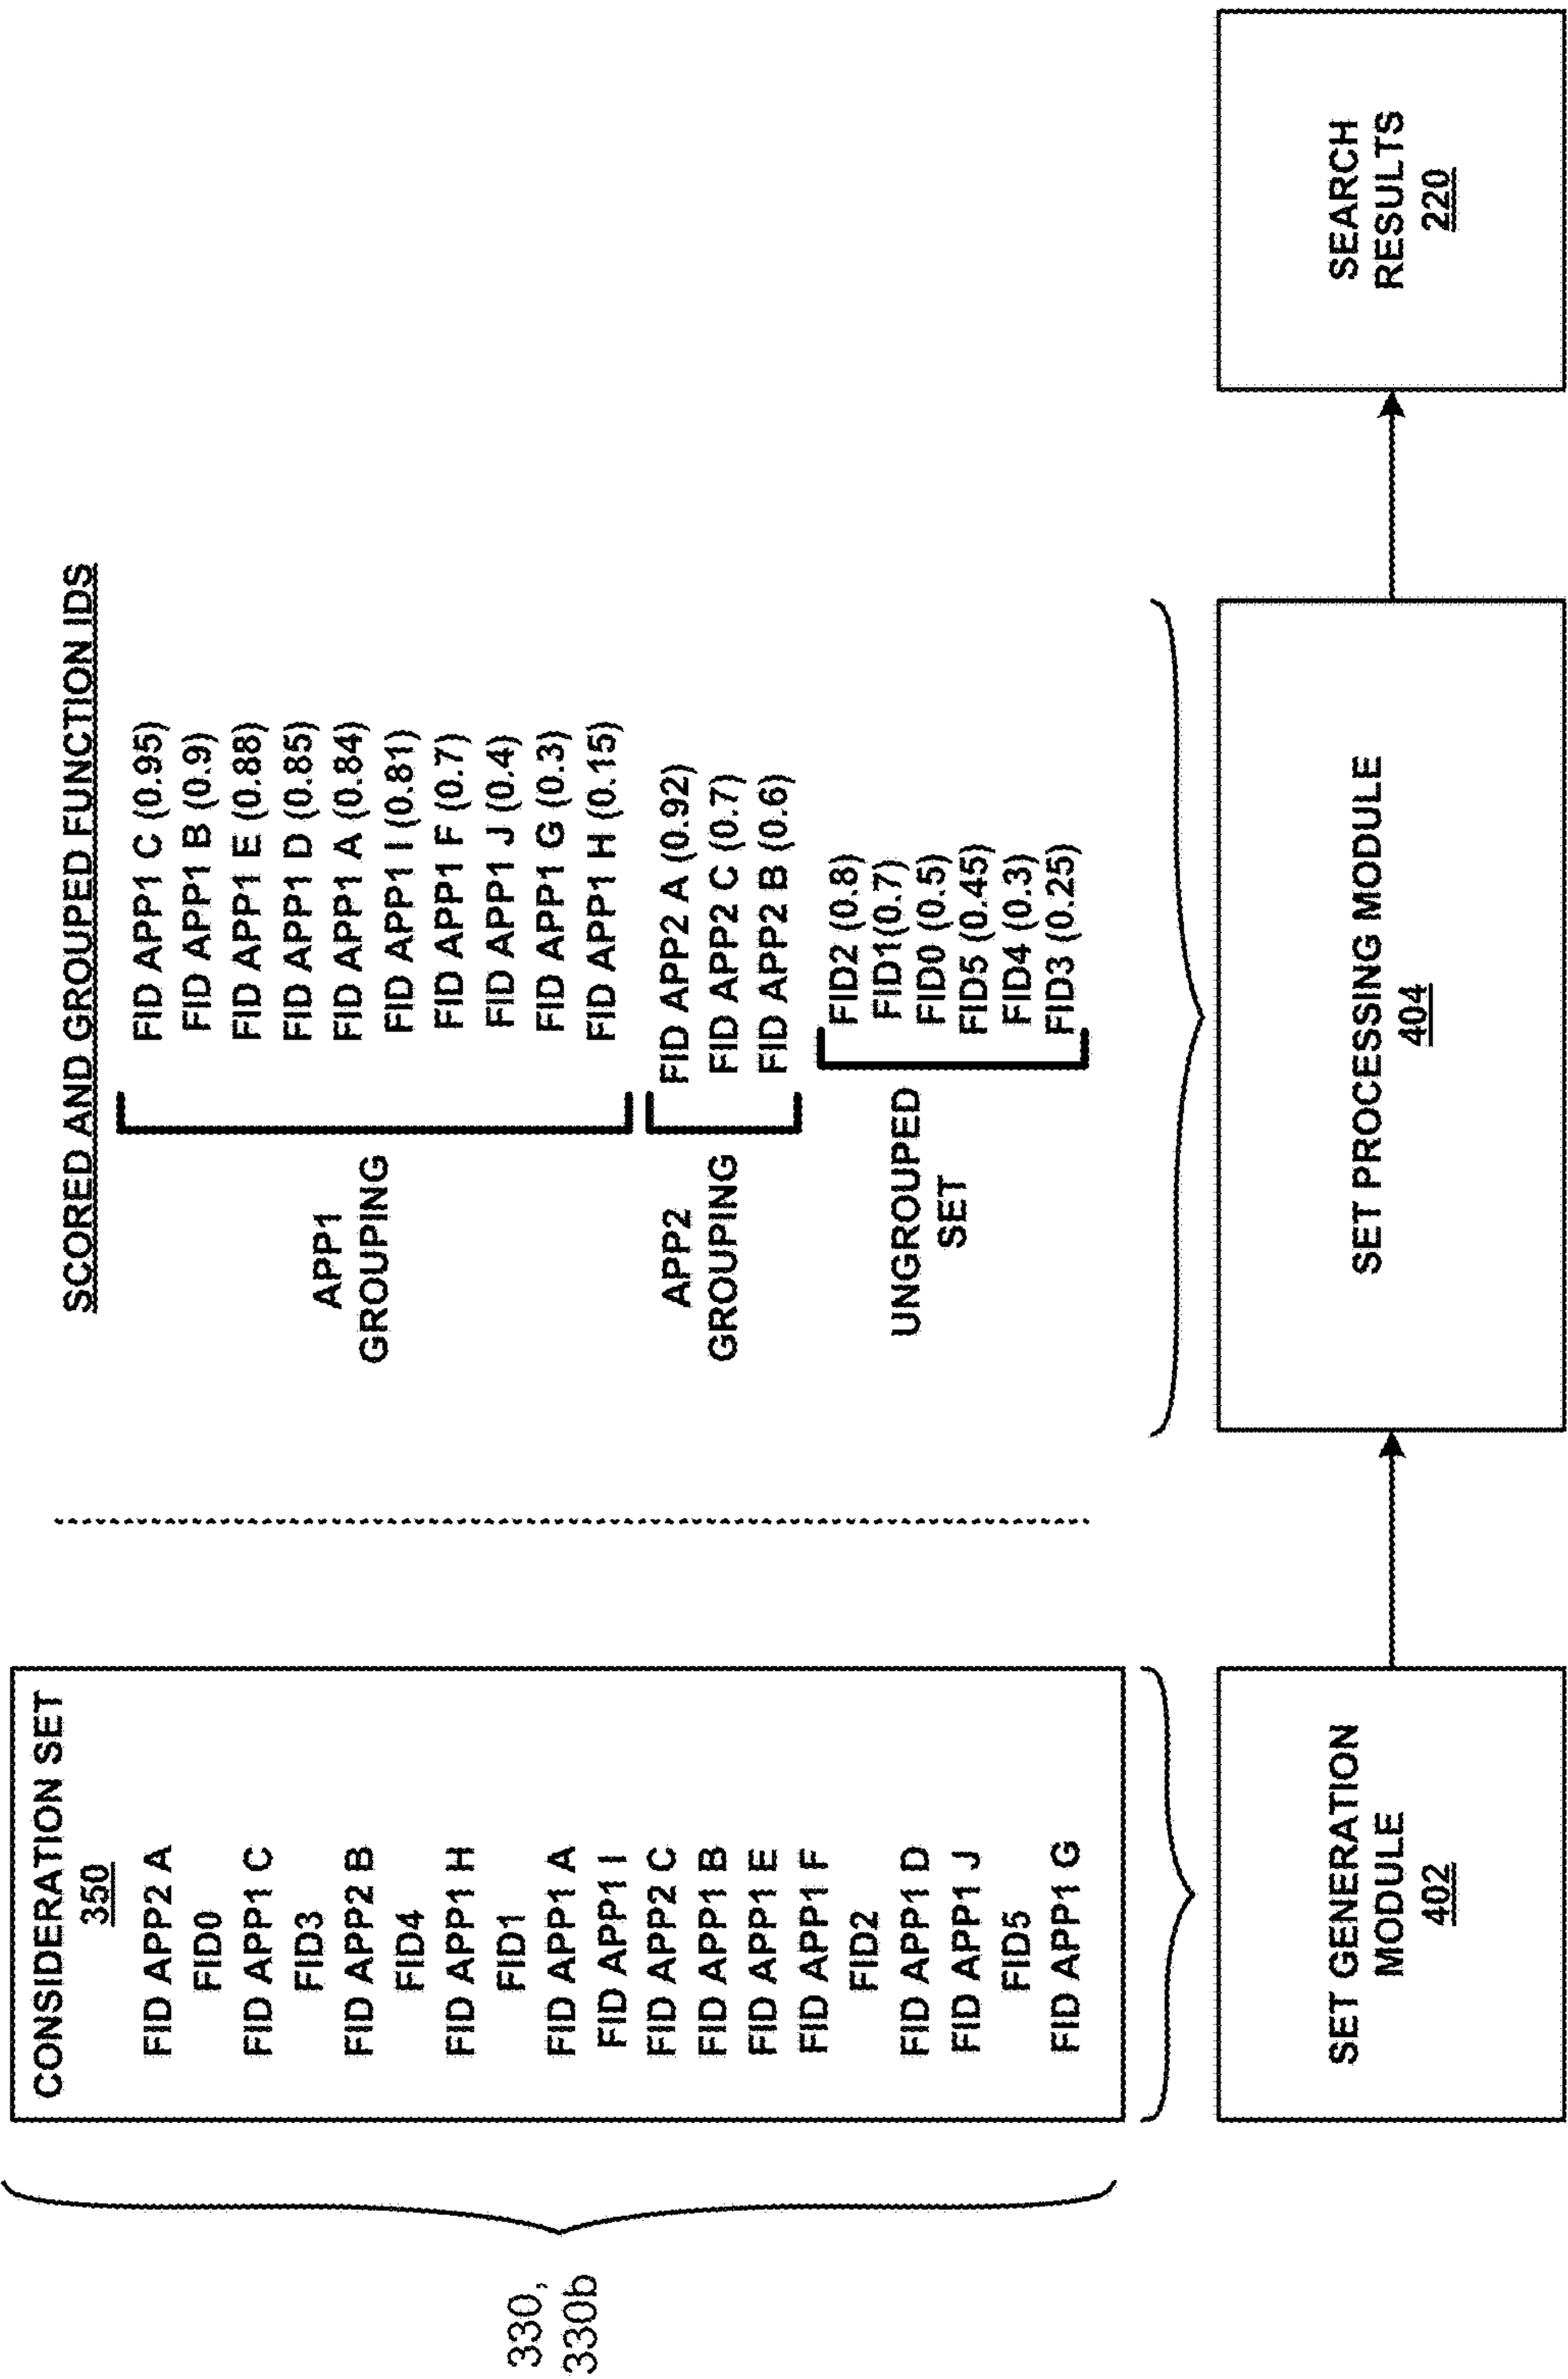 330,
330b
CONSIDERATION SET
350
FID APP2 A
FID0
FID APP1 C
FID3
FID APP2 B
FID4
FID APP1 H
FID1
FID APP1 A
FID APP1 I
FID APP2 C
FID APP1 B
FID APP1 E
FID APP1 F
FID2
FID APP1 D
FID APP1 J
FID5
FID APP1 G
SET GENERATION
MODULE
402
SCORED AND GROUPED FUNCTION IDS
APP1
GROUPING
FID APP1 C (0.95)
FID APP1 B (0.9)
FID APP1 E (0.88)
FID APP1 D (0.85)
FID APP1 A (0.84)
FID APP1 I (0.81)
FID APP1 F (0.7)
FID APP1 J (0.4)
FID APP1 G (0.3)
FID APP1 H (0.15)
APP2
GROUPING
FID APP2 A (0.92)
FID APP2 C (0.7)
FID APP2 B (0.6)
UNGROUPED
SET
FID2 (0.8)
FID1(0.7)
FID0 (0.5)
FID5 (0.45)
FID4 (0.3)
FID3 (0.25)
SET PROCESSING MODULE
404
SEARCH
RESULTS
220